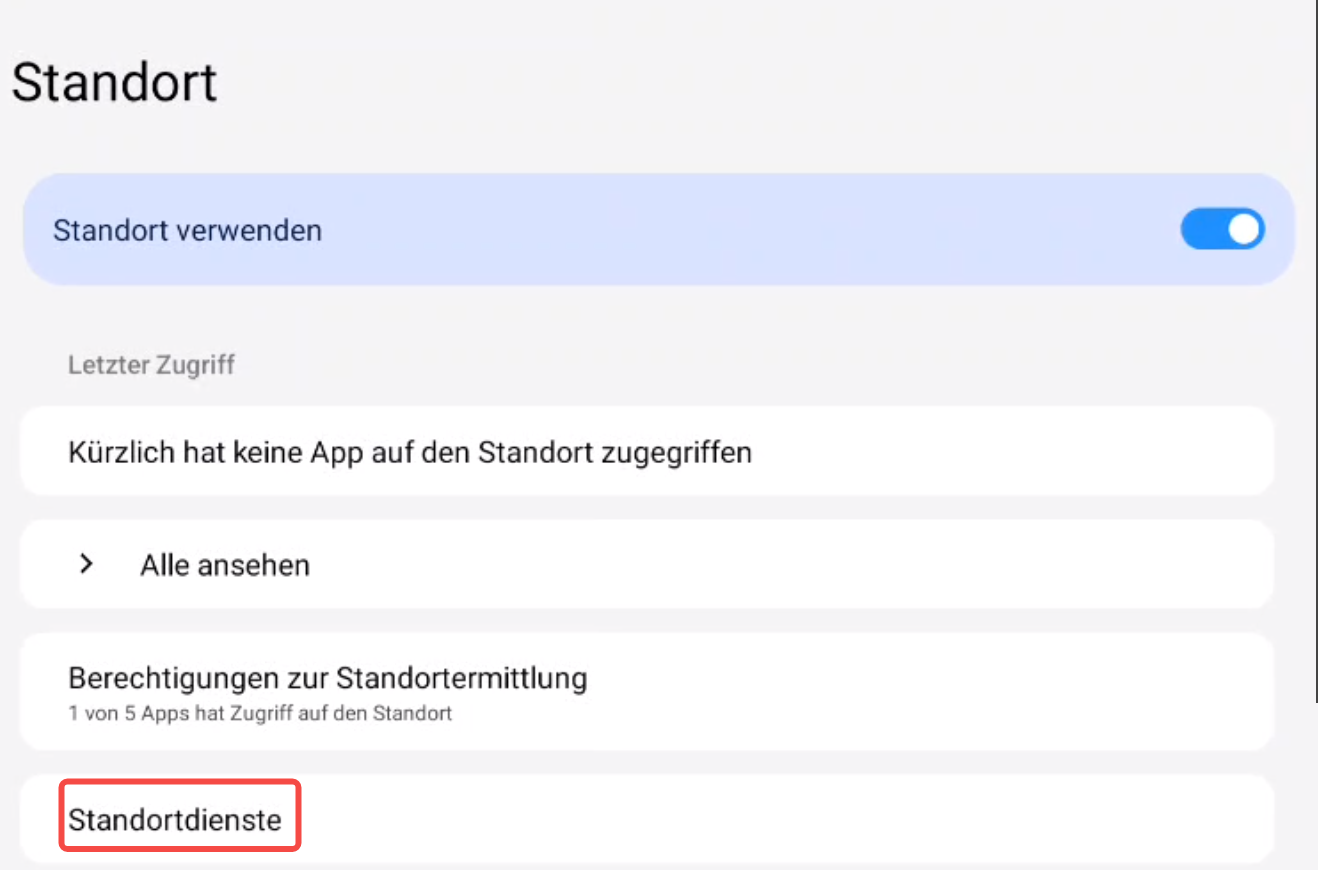 Standort
Standort verwenden
Letzter Zugriff
Kürzlich hat keine App auf den Standort zugegriffen
Alle ansehen
Berechtigungen zur Standortermittlung
1 von 5 Apps hat Zugriff auf den Standort
Standortdienste